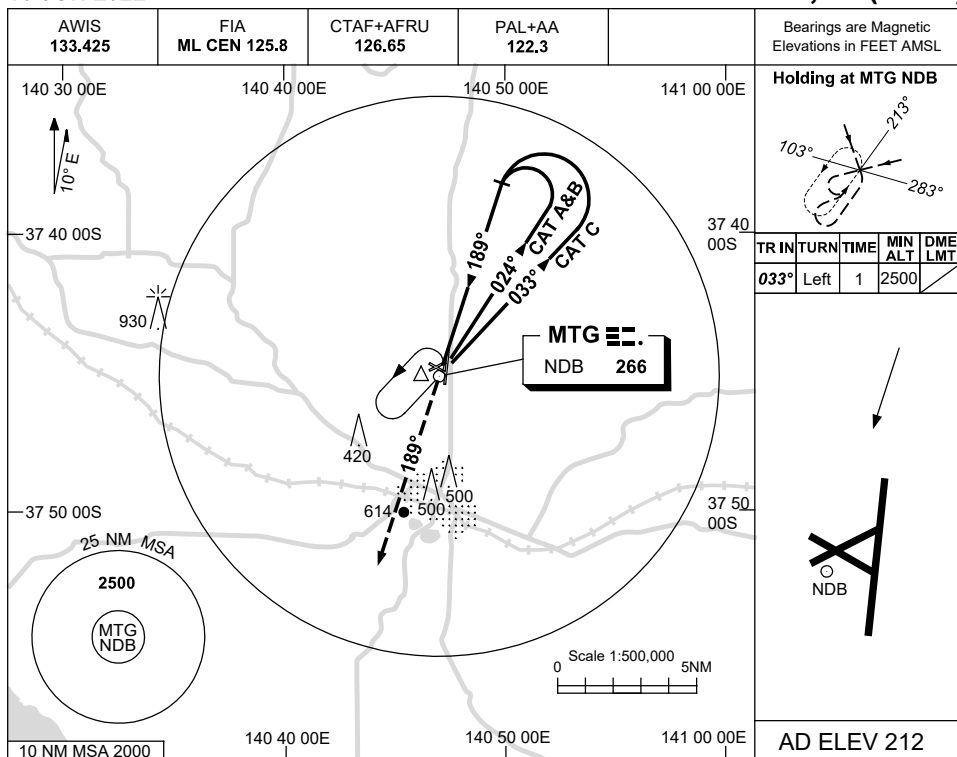 AWIS
133.425
FIA
ML CEN 125.8
CTAF+AFRU
126.65
PAL+AA
122.3
Bearings are Magnetic
Elevations in FEET AMSL
140 30 00E
140 40 00E
140 50 00E
141 00 00E
10° E
37 40 00S
37 40
00S
189°
024° CAT A&B
033° CAT C
930
MTG
NDB 266
189°
420
500
500
614
37 50 00S
37 50
00S
25 NM MSA
2500
MTG
NDB
Scale 1:500,000
0 5NM
10 NM MSA 2000
140 40 00E
140 50 00E
141 00 00E
Holding at MTG NDB
213°
103°
283°
TR IN TURN TIME MIN ALT DME LMT
033° Left 1 2500
NDB
AD ELEV 212